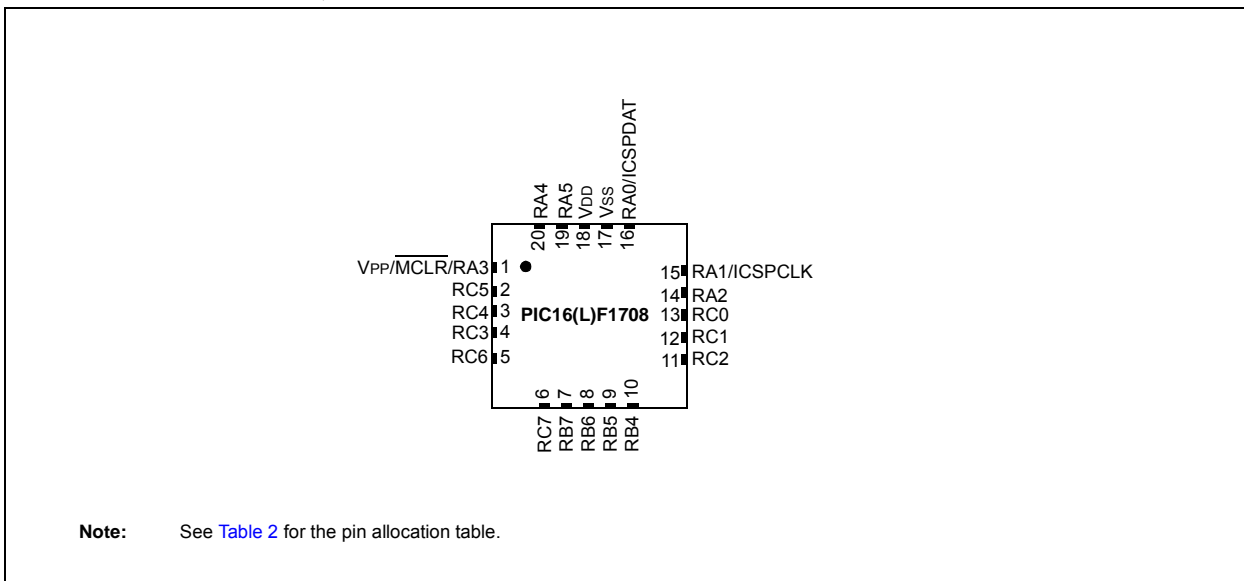 20 RA4
19 RA5
18 VDD
17 VSS
16 RA0/ICSPDAT
VPP/MCLR/RA3 1
RC5 2
RC4 3
RC3 4
RC6 5
PIC16(L)F1708
15 RA1/ICSPCLK
14 RA2
13 RC0
12 RC1
11 RC2
6 RC7
7 RB7
8 RB6
9 RB5
10 RB4
Note: See Table 2 for the pin allocation table.